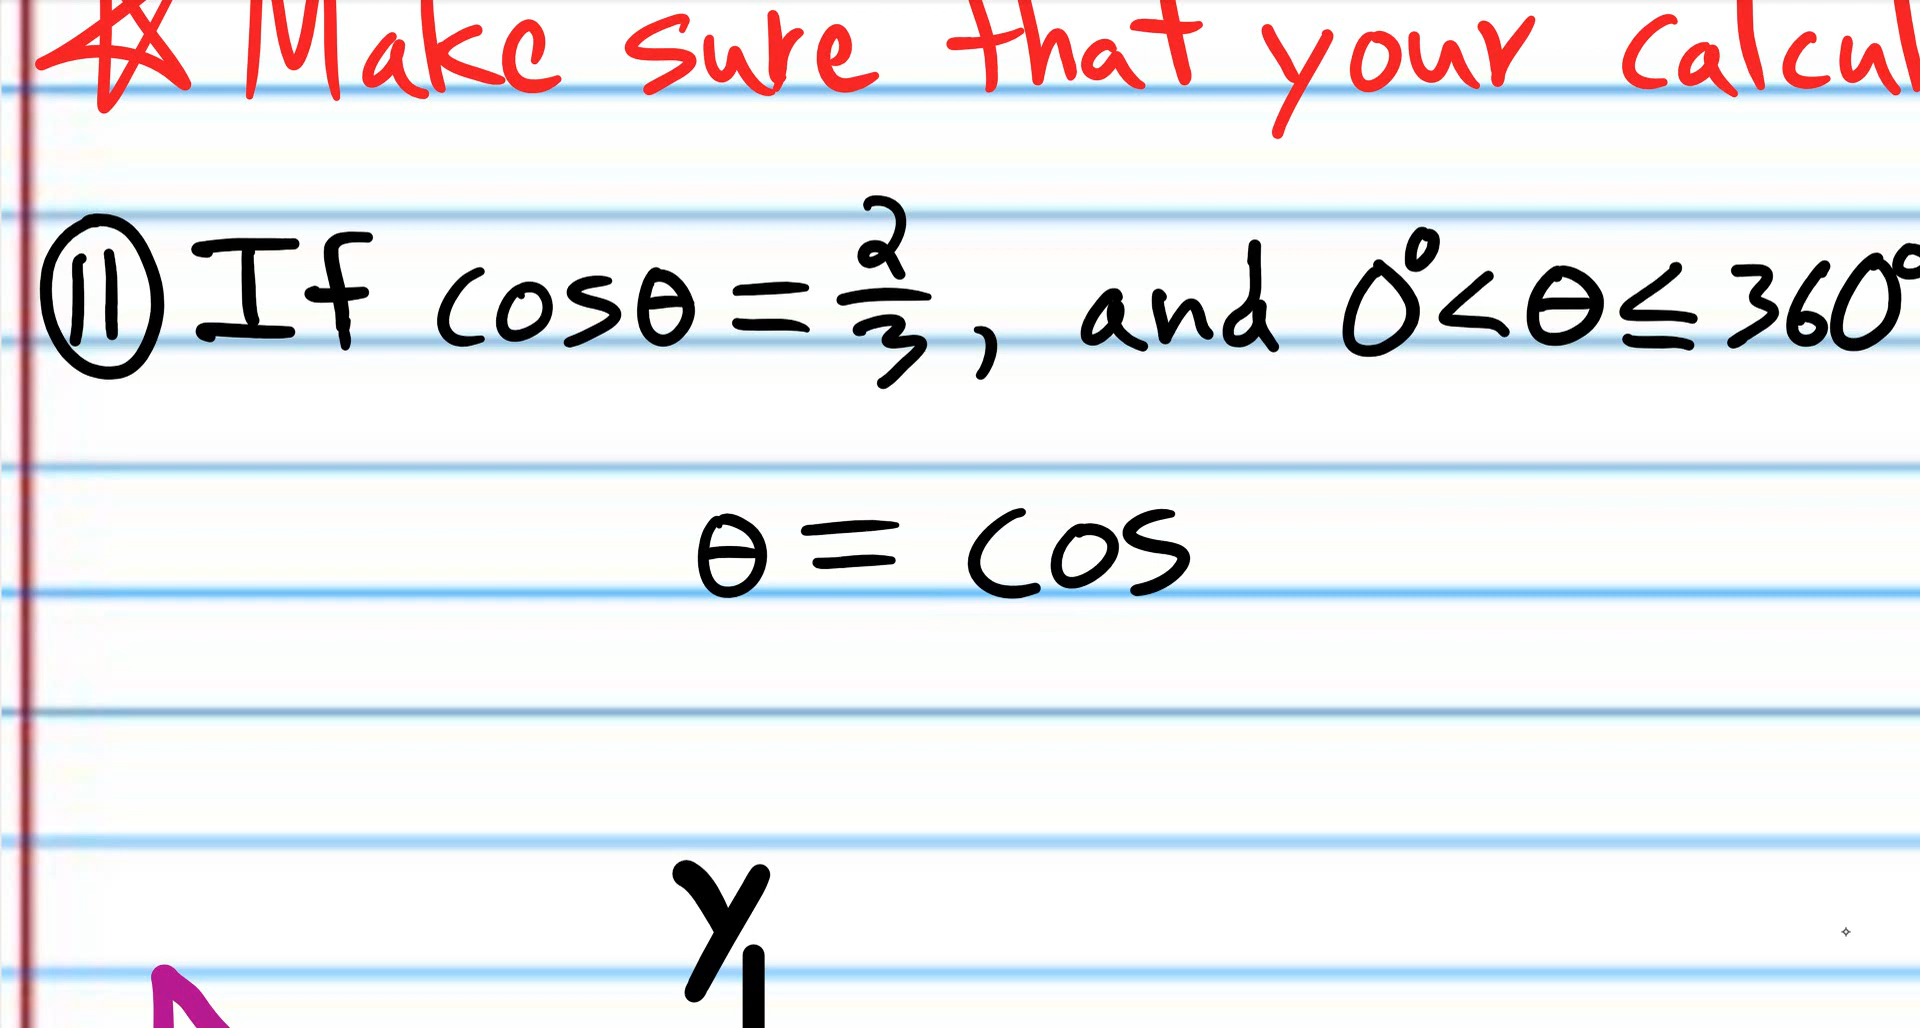 ☆ Make sure that your calcul
⑪ If cosθ = 2/3, and 0° < θ ≤ 360°
θ = cos
y